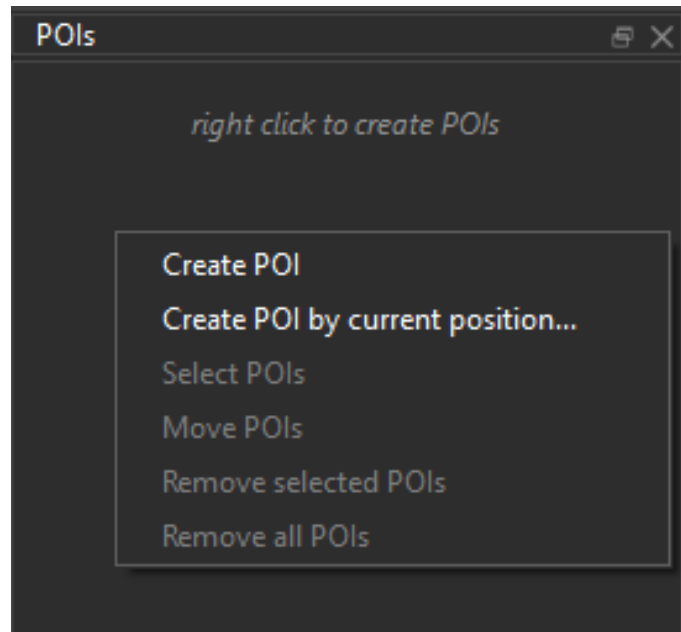 POIs
right click to create POIs
Create POI
Create POI by current position...
Select POIs
Move POIs
Remove selected POIs
Remove all POIs